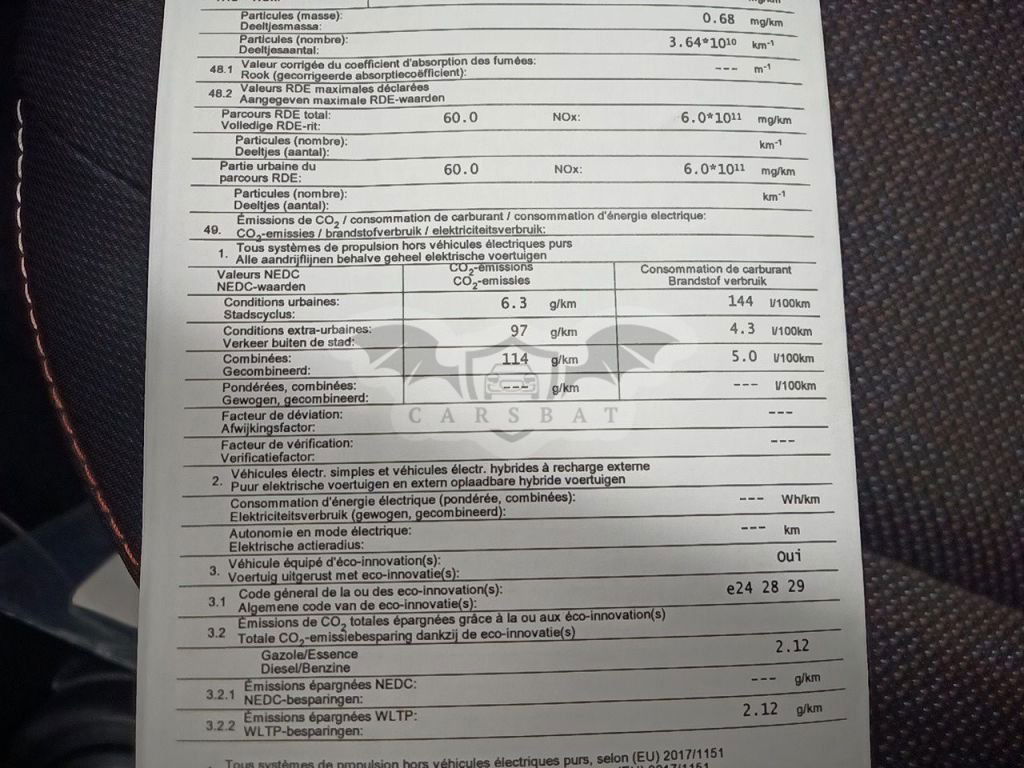 Particules (masse): 0.68 mg/km
Deeltjesmassa:
Particules (nombre): 3.64*10¹⁰ km⁻¹
Deeltjesaantal:
48.1 Valeur corrigée du coefficient d'absorption des fumées: --- m⁻¹
Rook (gecorrigeerde absorptiecoëfficient):
48.2 Valeurs RDE maximales déclarées
Aangegeven maximale RDE-waarden
Parcours RDE total: 60.0 NOx: 6.0*10¹¹ mg/km
Volledige RDE-rit:
Particules (nombre): km⁻¹
Deeltjes (aantal):
Partie urbaine du 60.0 NOx: 6.0*10¹¹ mg/km
parcours RDE:
Particules (nombre): km⁻¹
Deeltjes (aantal):
49. Émissions de CO₂ / consommation de carburant / consommation d'énergie electrique:
CO₂-emissies / brandstofverbruik / elektriciteitsverbruik:
1. Tous systèmes de propulsion hors véhicules électriques purs
Alle aandrijflijnen behalve geheel elektrische voertuigen
Valeurs NEDC CO₂-émissions Consommation de carburant
NEDC-waarden CO₂-emissies Brandstof verbruik
Conditions urbaines: 6.3 g/km 144 l/100km
Stadscyclus:
Conditions extra-urbaines: 97 g/km 4.3 l/100km
Verkeer buiten de stad:
Combinées: 114 g/km 5.0 l/100km
Gecombineerd:
Pondérées, combinées: --- g/km --- l/100km
Gewogen, gecombineerd:
CARSBAT
Facteur de déviation: ---
Afwijkingsfactor:
Facteur de vérification: ---
Verificatiefactor:
2. Véhicules électr. simples et véhicules électr. hybrides à recharge externe
Puur elektrische voertuigen en extern oplaadbare hybride voertuigen
Consommation d'énergie électrique (pondérée, combinées): --- Wh/km
Elektriciteitsverbruik (gewogen, gecombineerd):
Autonomie en mode électrique: --- km
Elektrische actieradius:
3. Véhicule équipé d'éco-innovation(s): Oui
Voertuig uitgerust met eco-innovatie(s):
3.1 Code géneral de la ou des eco-innovation(s): e24 28 29
Algemene code van de eco-innovatie(s):
3.2 Émissions de CO₂ totales épargnées grâce à la ou aux éco-innovation(s)
Totale CO₂-emissiebesparing dankzij de eco-innovatie(s)
Gazole/Essence 2.12
Diesel/Benzine
3.2.1 Émissions épargnées NEDC: --- g/km
NEDC-besparingen:
3.2.2 Émissions épargnées WLTP: 2.12 g/km
WLTP-besparingen:
Tous systèmes de propulsion hors véhicules électriques purs, selon (EU) 2017/1151